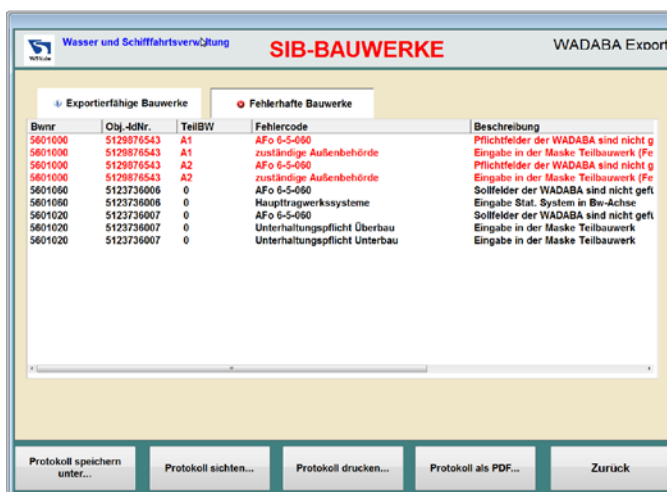 Wasser und Schifffahrtsverwaltung
SIB-BAUWERKE
WADABA Export
WSV.de
Exportierfähige Bauwerke
Fehlerhafte Bauwerke
Bwnr Obj.-IdNr. TeilBW Fehlercode Beschreibung
5601000 5129876543 A1 AFo 6-5-060 Pflichtfelder der WADABA sind nicht g
5601000 5129876543 A1 zuständige Außenbehörde Eingabe in der Maske Teilbauwerk (Fe
5601000 5129876543 A2 AFo 6-5-060 Pflichtfelder der WADABA sind nicht g
5601000 5129876543 A2 zuständige Außenbehörde Eingabe in der Maske Teilbauwerk (Fe
5601060 5123736006 0 AFo 6-5-060 Sollfelder der WADABA sind nicht gefü
5601060 5123736006 0 Haupttragwerkssysteme Eingabe Stat. System in Bw-Achse
5601020 5123736007 0 AFo 6-5-060 Sollfelder der WADABA sind nicht gefü
5601020 5123736007 0 Unterhaltungspflicht Überbau Eingabe in der Maske Teilbauwerk
5601020 5123736007 0 Unterhaltungspflicht Unterbau Eingabe in der Maske Teilbauwerk
Protokoll speichern
unter...
Protokoll sichten...
Protokoll drucken...
Protokoll als PDF...
Zurück